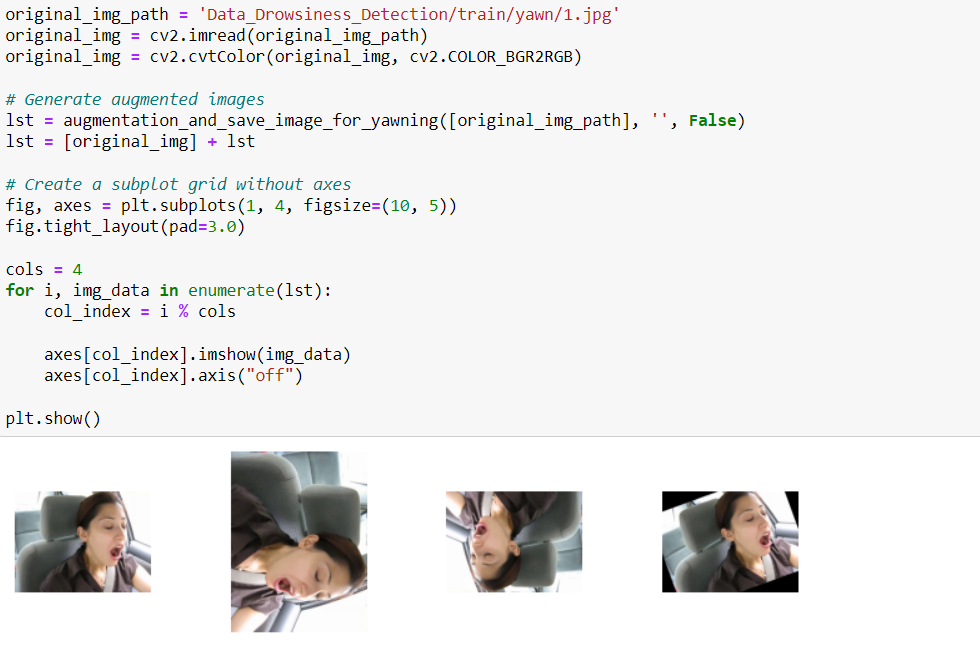 original_img_path = 'Data_Drowsiness_Detection/train/yawn/1.jpg'
original_img = cv2.imread(original_img_path)
original_img = cv2.cvtColor(original_img, cv2.COLOR_BGR2RGB)

# Generate augmented images
lst = augmentation_and_save_image_for_yawning([original_img_path], '', False)
lst = [original_img] + lst

# Create a subplot grid without axes
fig, axes = plt.subplots(1, 4, figsize=(10, 5))
fig.tight_layout(pad=3.0)

cols = 4
for i, img_data in enumerate(lst):
    col_index = i % cols

    axes[col_index].imshow(img_data)
    axes[col_index].axis("off")

plt.show()